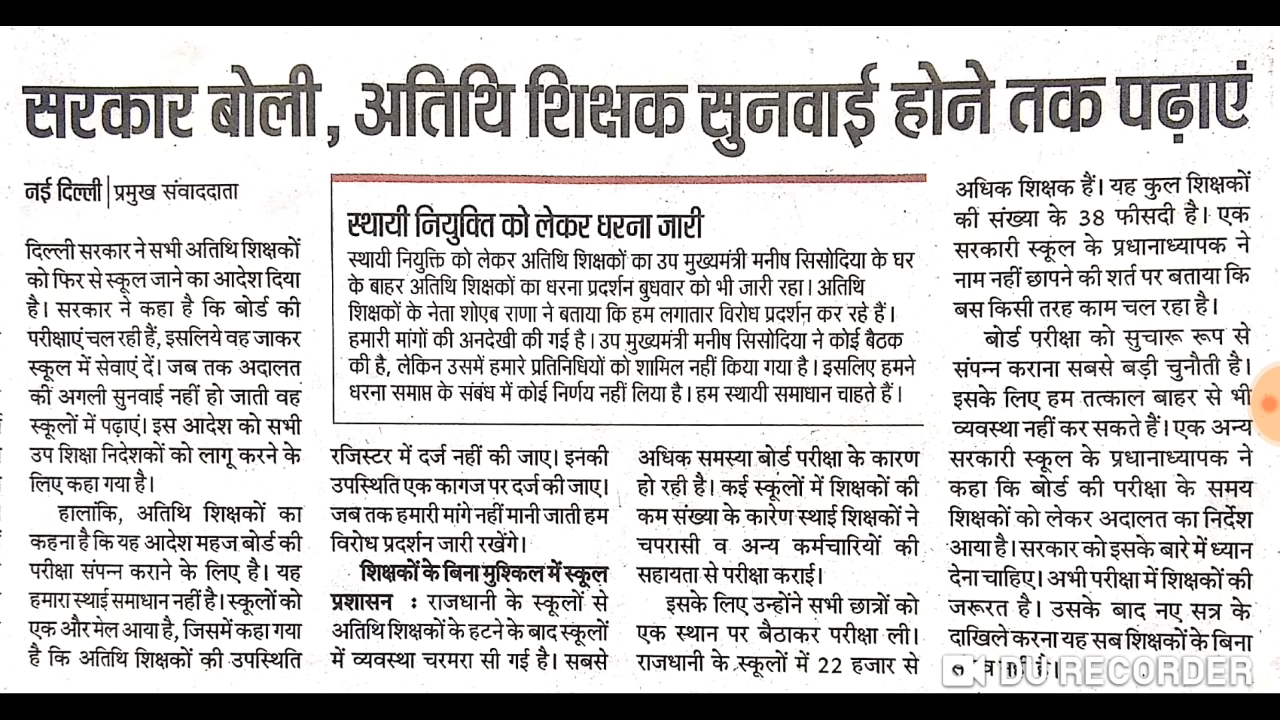 सरकार बोली, अतिथि शिक्षक सुनवाई होने तक पढ़ाएं
नई दिल्ली | प्रमुख संवाददाता
दिल्ली सरकार ने सभी अतिथि शिक्षकों
को फिर से स्कूल जाने का आदेश दिया
है। सरकार ने कहा है कि बोर्ड की
परीक्षाएं चल रही हैं, इसलिये वह जाकर
स्कूल में सेवाएं दें। जब तक अदालत
की अगली सुनवाई नहीं हो जाती वह
स्कूलों में पढ़ाएं। इस आदेश को सभी
उप शिक्षा निदेशकों को लागू करने के
लिए कहा गया है।
हालांकि, अतिथि शिक्षकों का
कहना है कि यह आदेश महज बोर्ड की
परीक्षा संपन्न कराने के लिए है। यह
हमारा स्थाई समाधान नहीं है। स्कूलों को
एक और मेल आया है, जिसमें कहा गया
है कि अतिथि शिक्षकों की उपस्थिति
स्थायी नियुक्ति को लेकर धरना जारी
स्थायी नियुक्ति को लेकर अतिथि शिक्षकों का उप मुख्यमंत्री मनीष सिसोदिया के घर
के बाहर अतिथि शिक्षकों का धरना प्रदर्शन बुधवार को भी जारी रहा। अतिथि
शिक्षकों के नेता शोएब राणा ने बताया कि हम लगातार विरोध प्रदर्शन कर रहे हैं।
हमारी मांगों की अनदेखी की गई है। उप मुख्यमंत्री मनीष सिसोदिया ने कोई बैठक
की है, लेकिन उसमें हमारे प्रतिनिधियों को शामिल नहीं किया गया है। इसलिए हमने
धरना समाप्त के संबंध में कोई निर्णय नहीं लिया है। हम स्थायी समाधान चाहते हैं।
रजिस्टर में दर्ज नहीं की जाए। इनकी
उपस्थिति एक कागज पर दर्ज की जाए।
जब तक हमारी मांगे नहीं मानी जाती हम
विरोध प्रदर्शन जारी रखेंगे।
शिक्षकों के बिना मुश्किल में स्कूल
प्रशासन : राजधानी के स्कूलों से
अतिथि शिक्षकों के हटने के बाद स्कूलों
में व्यवस्था चरमरा सी गई है। सबसे
अधिक समस्या बोर्ड परीक्षा के कारण
हो रही है। कई स्कूलों में शिक्षकों की
कम संख्या के कारण स्थाई शिक्षकों ने
चपरासी व अन्य कर्मचारियों की
सहायता से परीक्षा कराई।
इसके लिए उन्होंने सभी छात्रों को
एक स्थान पर बैठाकर परीक्षा ली।
राजधानी के स्कूलों में 22 हजार से
अधिक शिक्षक हैं। यह कुल शिक्षकों
की संख्या के 38 फीसदी है। एक
सरकारी स्कूल के प्रधानाध्यापक ने
नाम नहीं छापने की शर्त पर बताया कि
बस किसी तरह काम चल रहा है।
बोर्ड परीक्षा को सुचारू रूप से
संपन्न कराना सबसे बड़ी चुनौती है।
इसके लिए हम तत्काल बाहर से भी
व्यवस्था नहीं कर सकते हैं। एक अन्य
सरकारी स्कूल के प्रधानाध्यापक ने
कहा कि बोर्ड की परीक्षा के समय
शिक्षकों को लेकर अदालत का निर्देश
आया है। सरकार को इसके बारे में ध्यान
देना चाहिए। अभी परीक्षा में शिक्षकों की
जरूरत है। उसके बाद नए सत्र के
दाखिले करना यह सब शिक्षकों के बिना
DU RECORDER